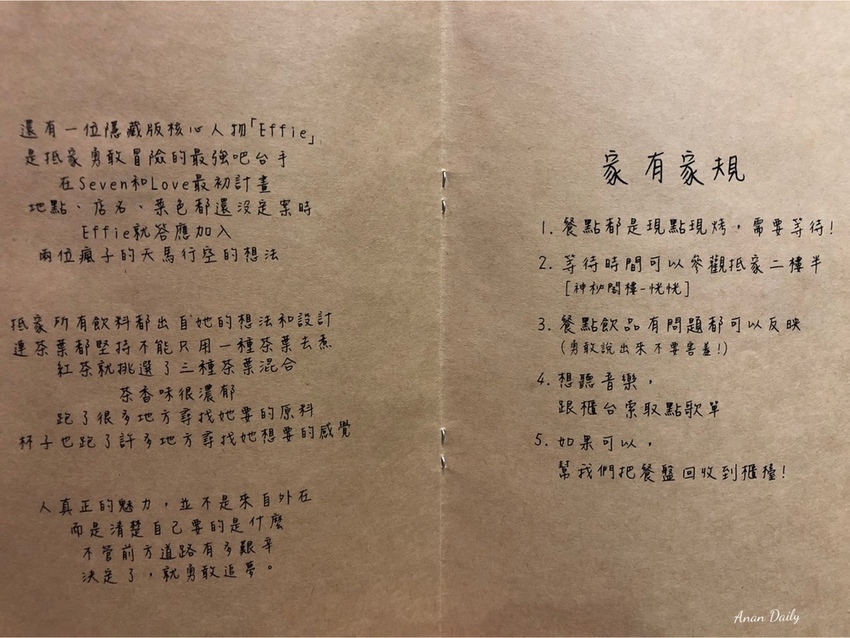 還有一位隱藏版核心人物「Effie」
是抵家勇敢冒險的最強吧台手
在Seven和Love最初計畫
地點、店名、菜色都還沒定案時
Effie就答應加入
兩位瘋子的天馬行空的想法
抵家所有飲料都出自她的想法和設計
連茶葉都堅持不能只用一種茶葉去煮
紅茶就挑選了三種茶葉混合
茶香味很濃郁
跑了很多地方尋找她要的原料
杯子也跑了許多地方尋找她想要的感覺
人真正的魅力，並不是來自外在
而是清楚自己要的是什麼
不管前方道路有多艱辛
決定了，就勇敢追夢。
家有家規
1. 餐點都是現點現烤，需要等待！
2. 等待時間可以參觀抵家二樓半
[神秘閣樓-恍恍]
3. 餐點飲品有問題都可以反映
(勇敢說出來不要害羞!)
4. 想聽音樂，
跟櫃台索取點歌單
5. 如果可以，
幫我們把餐盤回收到櫃檯！
Anan Daily